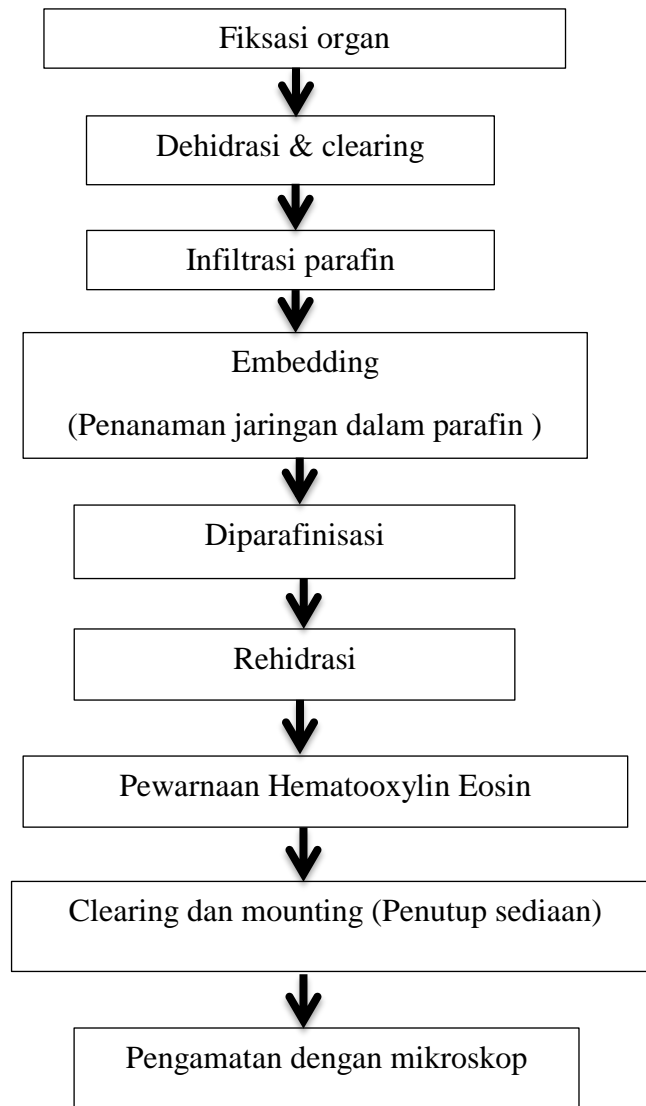 Fiksasi organ
Dehidrasi & clearing
Infiltrasi parafin
Embedding
(Penanaman jaringan dalam parafin )
Diparafinisasi
Rehidrasi
Pewarnaan Hematooxylin Eosin
Clearing dan mounting (Penutup sediaan)
Pengamatan dengan mikroskop